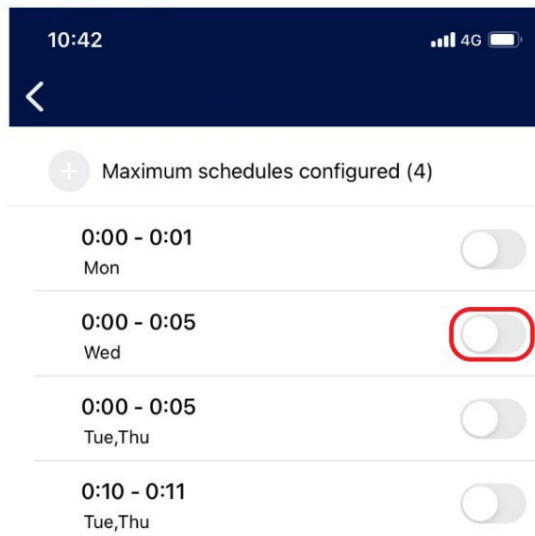 10:42
4G
Maximum schedules configured (4)
0:00 - 0:01
Mon
0:00 - 0:05
Wed
0:00 - 0:05
Tue,Thu
0:10 - 0:11
Tue,Thu